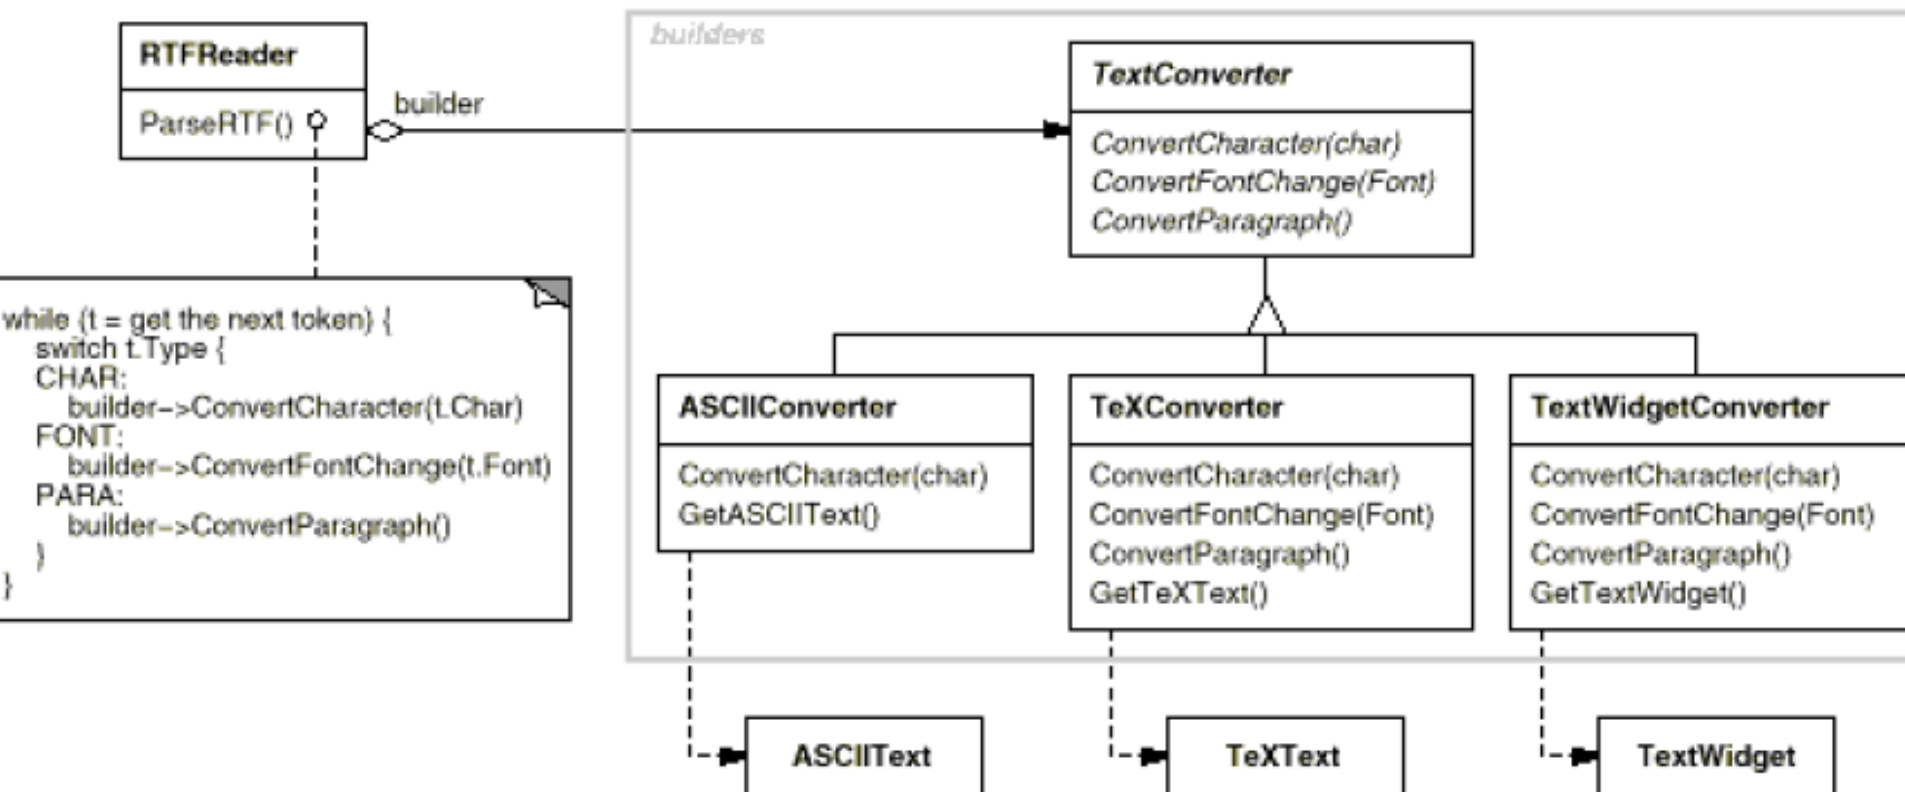 RTFReader
ParseRTF()
builder
builders
TextConverter
ConvertCharacter(char)
ConvertFontChange(Font)
ConvertParagraph()
while (t = get the next token) {
switch t.Type {
CHAR:
builder->ConvertCharacter(t.Char)
FONT:
builder->ConvertFontChange(t.Font)
PARA:
builder->ConvertParagraph()
}
}
ASCIIConverter
ConvertCharacter(char)
GetASCIIText()
TeXConverter
ConvertCharacter(char)
ConvertFontChange(Font)
ConvertParagraph()
GetTeXText()
TextWidgetConverter
ConvertCharacter(char)
ConvertFontChange(Font)
ConvertParagraph()
GetTextWidget()
ASCIIText
TeXText
TextWidget